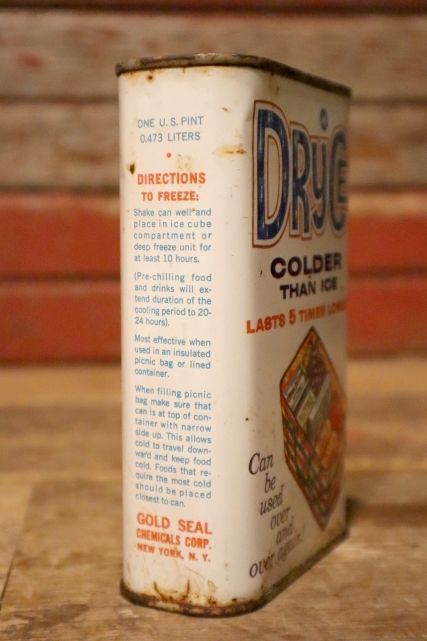 ONE U.S. PINT
0.473 LITERS
DIRECTIONS
TO FREEZE:
Shake can well and
place in ice cube
compartment or
deep freeze unit for
at least 10 hours.
(Pre-chilling food
and drinks will ex-
tend duration of the
cooling period to 20-
24 hours).
Most effective when
used in an insulated
picnic bag or lined
container.
When filling picnic
bag make sure that
can is at top of con-
tainer with narrow
side up. This allows
cold to travel down-
ward and keep food
cold. Foods that re-
quire the most cold
should be placed
closest to can.
GOLD SEAL
CHEMICALS CORP.
NEW YORK, N. Y.
DRyCE
COLDER
THAN ICE
LASTS 5 TIMES
Can
be
used
over
and
over again!